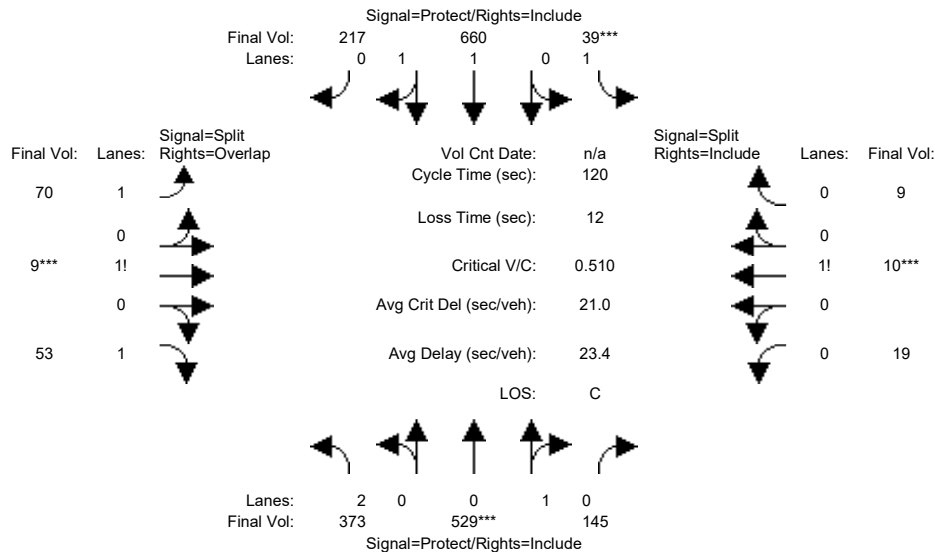 Signal=Protect/Rights=Include
Final Vol: 217 660 39***
Lanes: 0 1 1 0 1
Signal=Split
Final Vol: Lanes: Rights=Overlap
Vol Cnt Date: n/a
Signal=Split
Rights=Include Lanes: Final Vol:
Cycle Time (sec): 120
70 1
0 9
Loss Time (sec): 12
0
0
9*** 1!
Critical V/C: 0.510
1! 10***
0
Avg Crit Del (sec/veh): 21.0
0
53 1
Avg Delay (sec/veh): 23.4
0 19
LOS: C
Lanes: 2 0 0 1 0
Final Vol: 373 529*** 145
Signal=Protect/Rights=Include